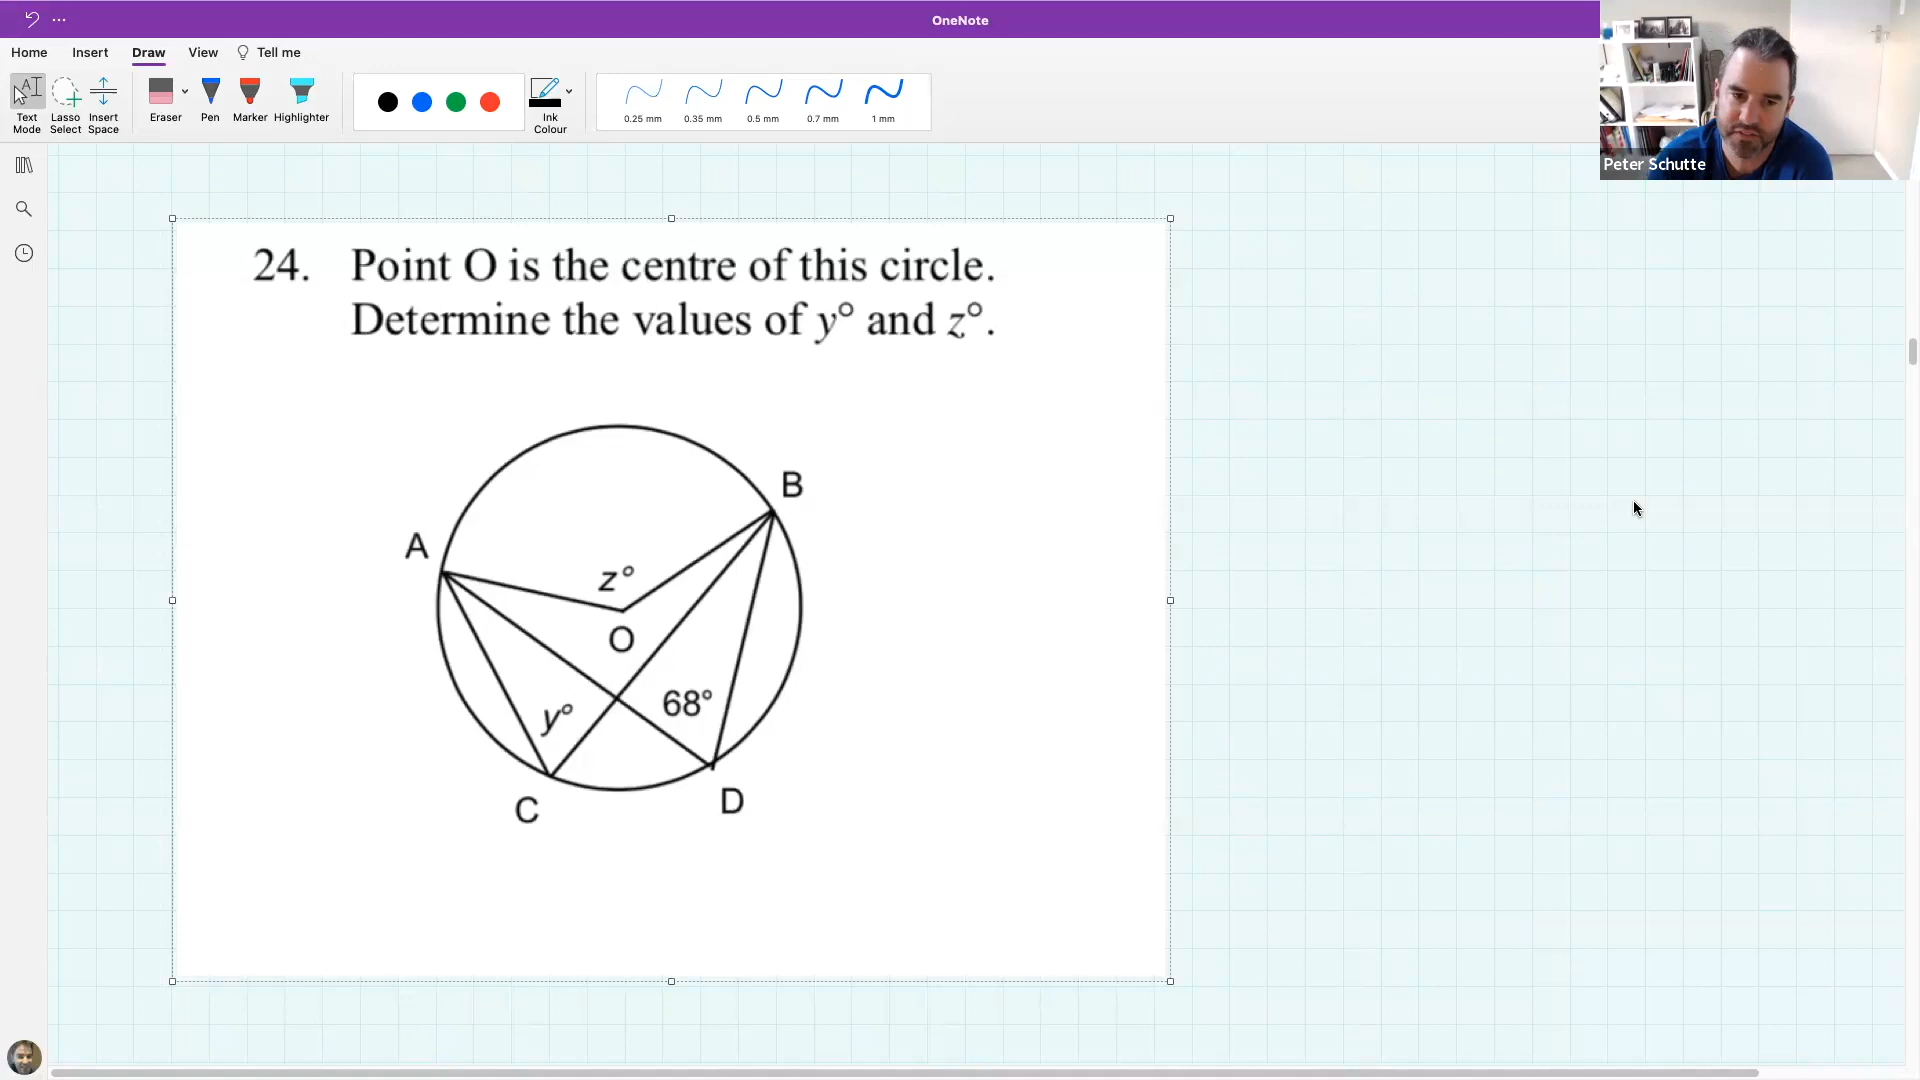 OneNote
Home Insert Draw View Tell me
Text Mode
Lasso Select
Insert Space
Eraser
Pen
Marker
Highlighter
Ink Colour
0.25 mm 0.35 mm 0.5 mm 0.7 mm 1 mm
Peter Schutte
24. Point O is the centre of this circle.
Determine the values of y° and z°.
B
A
z°
O
y°
68°
C
D